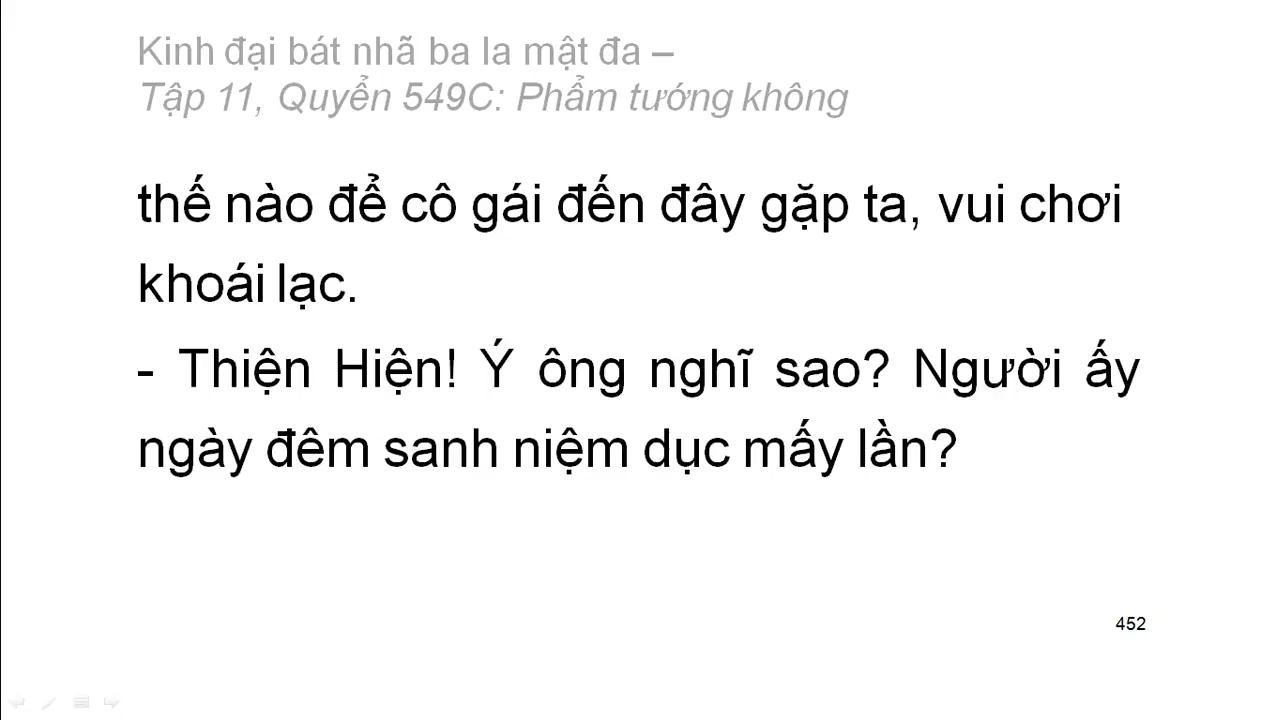 Kinh đại bát nhã ba la mật đa –
Tập 11, Quyển 549C: Phẩm tướng không
thế nào để cô gái đến đây gặp ta, vui chơi
khoái lạc.
- Thiện Hiện! Ý ông nghĩ sao? Người ấy
ngày đêm sanh niệm dục mấy lần?
452